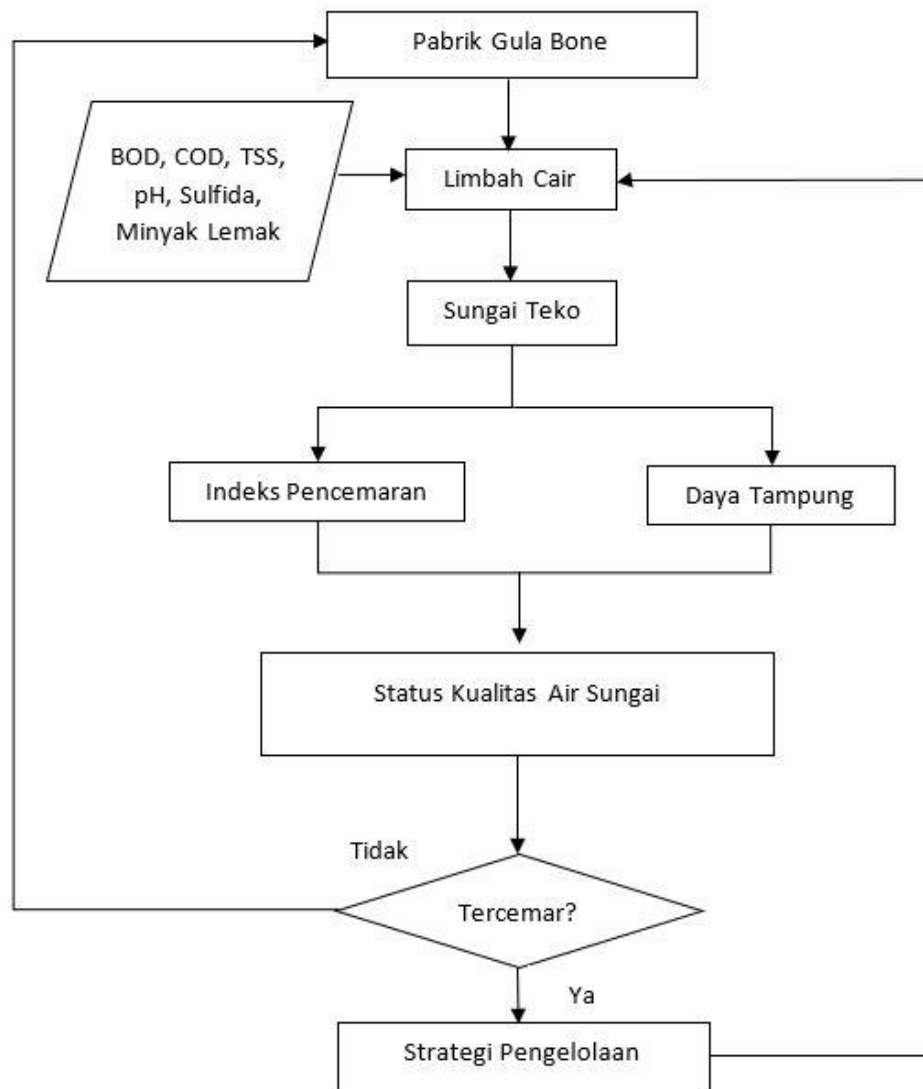 Pabrik Gula Bone
BOD, COD, TSS,
pH, Sulfida,
Minyak Lemak
Limbah Cair
Sungai Teko
Indeks Pencemaran
Daya Tampung
Status Kualitas Air Sungai
Tidak
Tercemar?
Ya
Strategi Pengelolaan